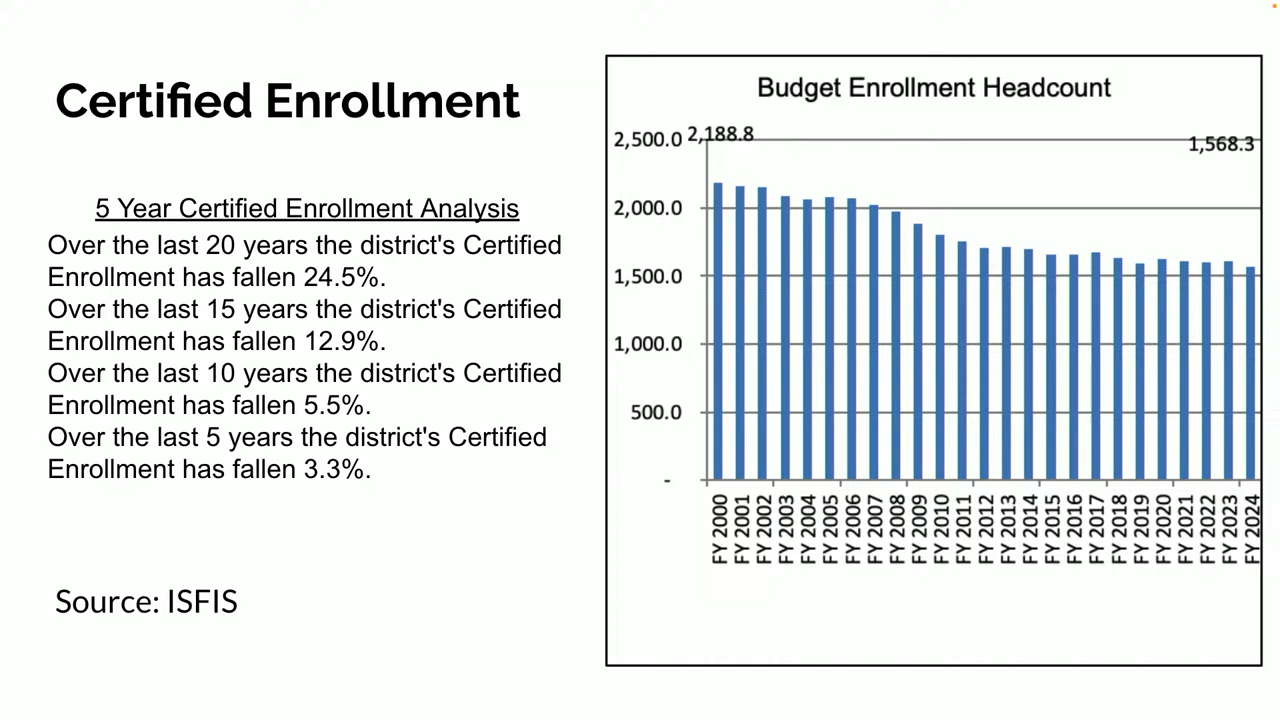 Certified Enrollment
5 Year Certified Enrollment Analysis
Over the last 20 years the district's Certified
Enrollment has fallen 24.5%.
Over the last 15 years the district's Certified
Enrollment has fallen 12.9%.
Over the last 10 years the district's Certified
Enrollment has fallen 5.5%.
Over the last 5 years the district's Certified
Enrollment has fallen 3.3%.
Source: ISFIS
Budget Enrollment Headcount
2,188.8
1,568.3
2,500.0
2,000.0
1,500.0
1,000.0
500.0
-
FY 2000
FY 2001
FY 2002
FY 2003
FY 2004
FY 2005
FY 2006
FY 2007
FY 2008
FY 2009
FY 2010
FY 2011
FY 2012
FY 2013
FY 2014
FY 2015
FY 2016
FY 2017
FY 2018
FY 2019
FY 2020
FY 2021
FY 2022
FY 2023
FY 2024